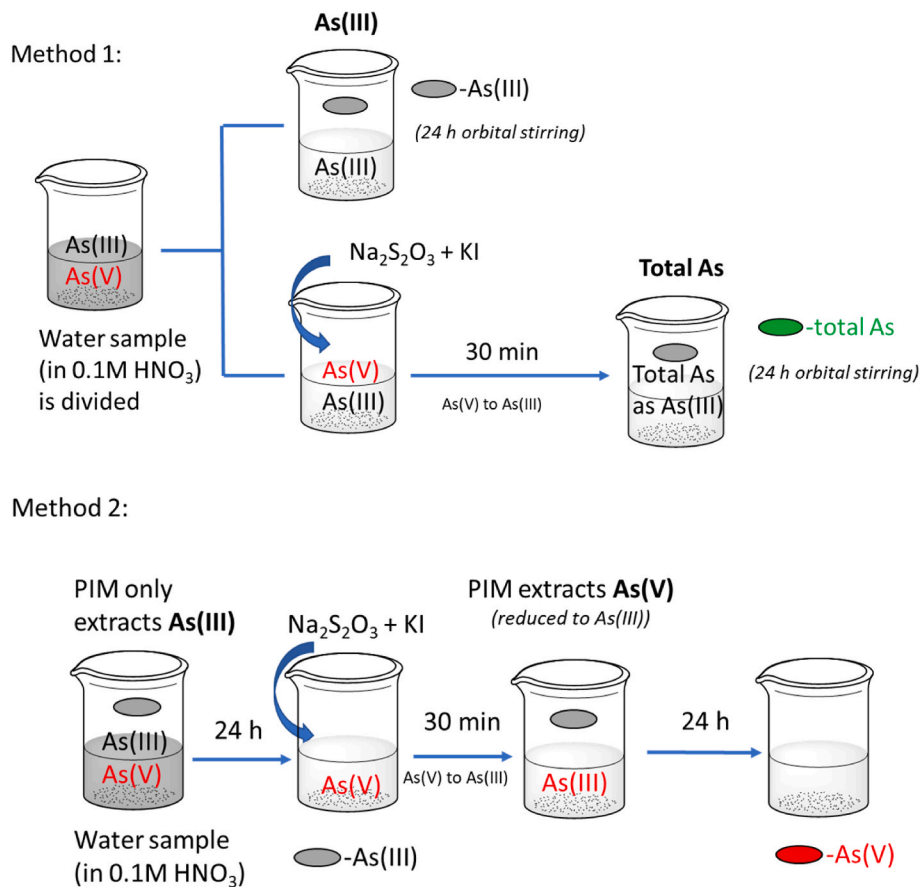 Method 1:
As(III)
-As(III)
(24 h orbital stirring)
As(III)
As(III)
As(V)
Water sample
(in 0.1M HNO₃)
is divided
Na₂S₂O₃ + KI
As(V)
As(III)
30 min
As(V) to As(III)
Total As
Total As
as As(III)
-total As
(24 h orbital stirring)
Method 2:
PIM only
extracts As(III)
As(III)
As(V)
Water sample
(in 0.1M HNO₃)
24 h
Na₂S₂O₃ + KI
As(V)
-As(III)
30 min
As(V) to As(III)
PIM extracts As(V)
(reduced to As(III))
As(III)
24 h
-As(V)